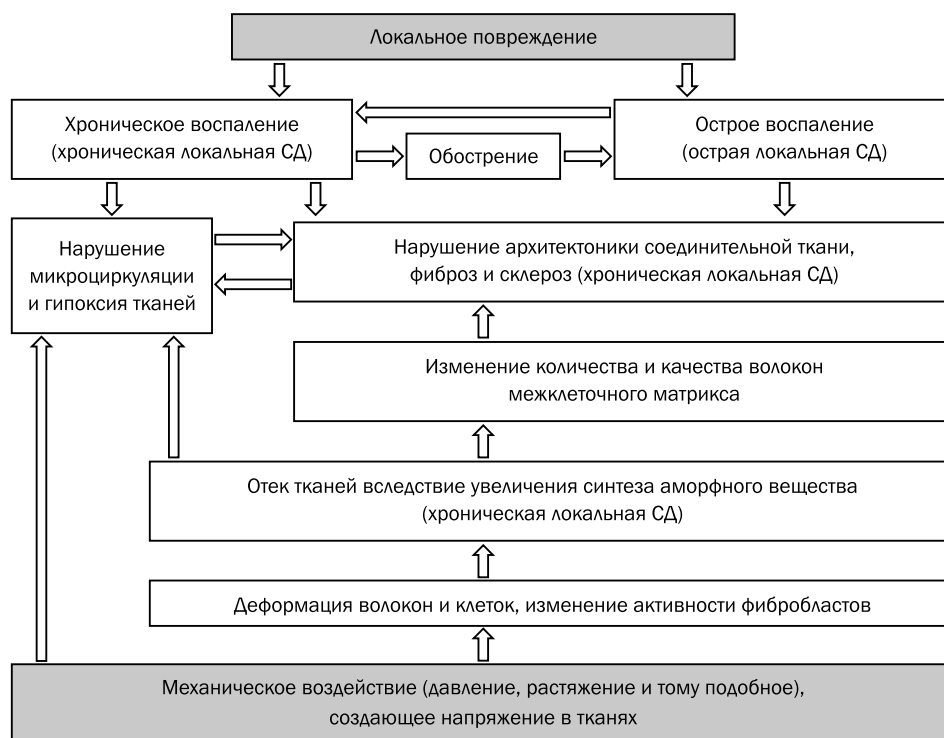 Локальное повреждение
Хроническое воспаление
(хроническая локальная СД)
Обострение
Острое воспаление
(острая локальная СД)
Нарушение
микроциркуляции
и гипоксия тканей
Нарушение архитектоники соединительной ткани,
фиброз и склероз (хроническая локальная СД)
Изменение количества и качества волокон
межклеточного матрикса
Отек тканей вследствие увеличения синтеза аморфного вещества
(хроническая локальная СД)
Деформация волокон и клеток, изменение активности фибробластов
Механическое воздействие (давление, растяжение и тому подобное),
создающее напряжение в тканях